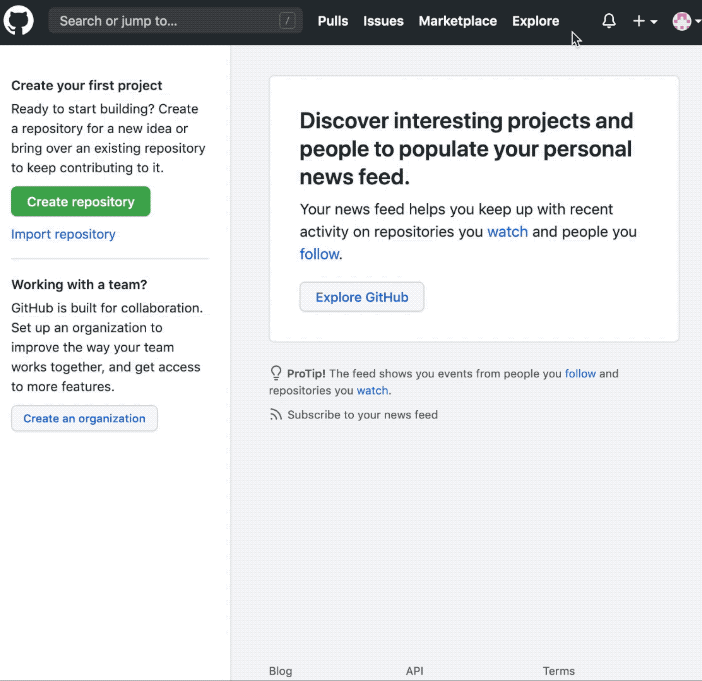 Search or jump to... / Pulls Issues Marketplace Explore
Create your first project
Ready to start building? Create
a repository for a new idea or
bring over an existing repository
to keep contributing to it.
Create repository
Import repository
Working with a team?
GitHub is built for collaboration.
Set up an organization to
improve the way your team
works together, and get access
to more features.
Create an organization
Discover interesting projects and
people to populate your personal
news feed.
Your news feed helps you keep up with recent
activity on repositories you watch and people you
follow.
Explore GitHub
ProTip! The feed shows you events from people you follow and
repositories you watch.
Subscribe to your news feed
Blog API Terms